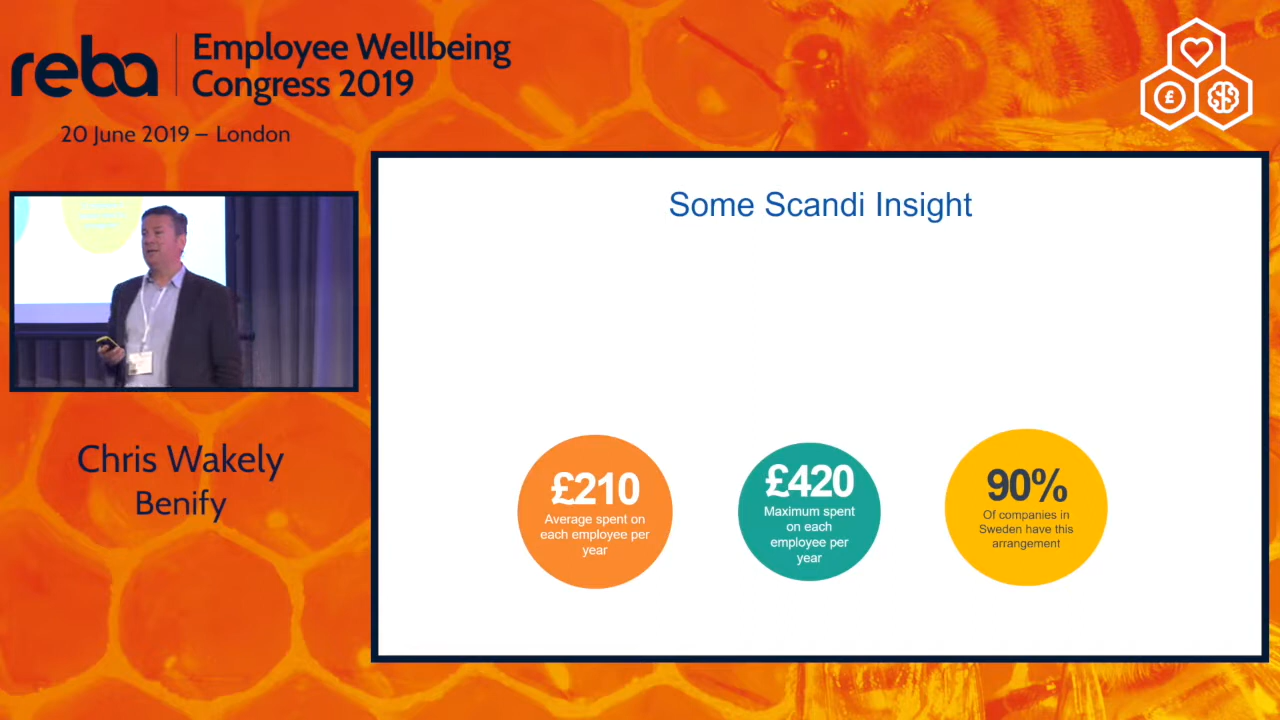 reba
Employee Wellbeing
Congress 2019
20 June 2019 – London
£
Chris Wakely
Benify
Some Scandi Insight
£210
Average spent on
each employee per
year
£420
Maximum spent
on each
employee per
year
90%
Of companies in
Sweden have this
arrangement